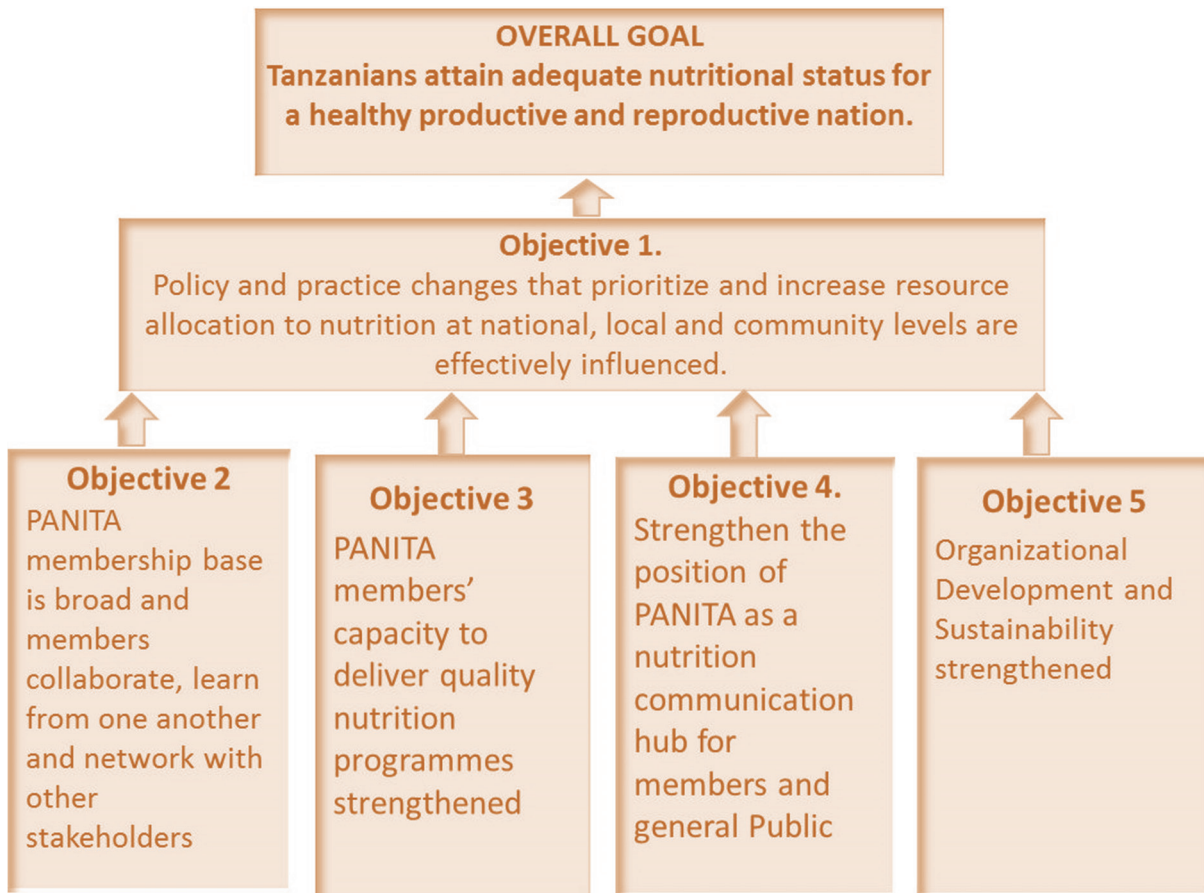 OVERALL GOAL
Tanzanians attain adequate nutritional status for
a healthy productive and reproductive nation.
Objective 1.
Policy and practice changes that prioritize and increase resource
allocation to nutrition at national, local and community levels are
effectively influenced.
Objective 2
PANITA
membership base
is broad and
members
collaborate, learn
from one another
and network with
other
stakeholders
Objective 3
PANITA
members’
capacity to
deliver quality
nutrition
programmes
strengthened
Objective 4.
Strengthen the
position of
PANITA as a
nutrition
communication
hub for
members and
general Public
Objective 5
Organizational
Development and
Sustainability
strengthened